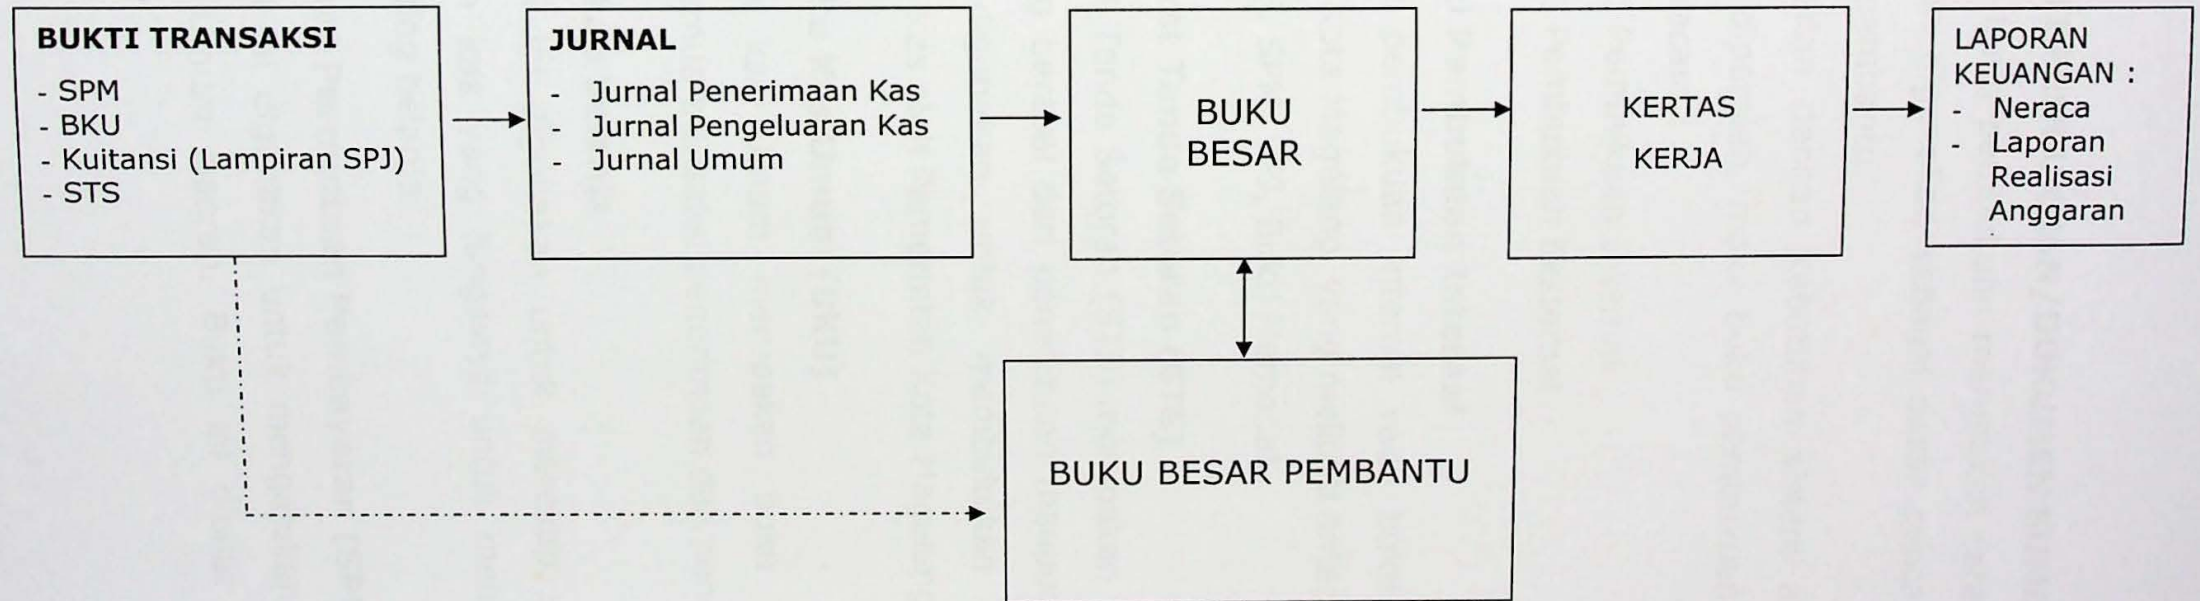 BUKTI TRANSAKSI
- SPM
- BKU
- Kuitansi (Lampiran SPJ)
- STS
JURNAL
- Jurnal Penerimaan Kas
- Jurnal Pengeluaran Kas
- Jurnal Umum
BUKU
BESAR
KERTAS
KERJA
LAPORAN
KEUANGAN :
- Neraca
- Laporan
Realisasi
Anggaran
BUKU BESAR PEMBANTU